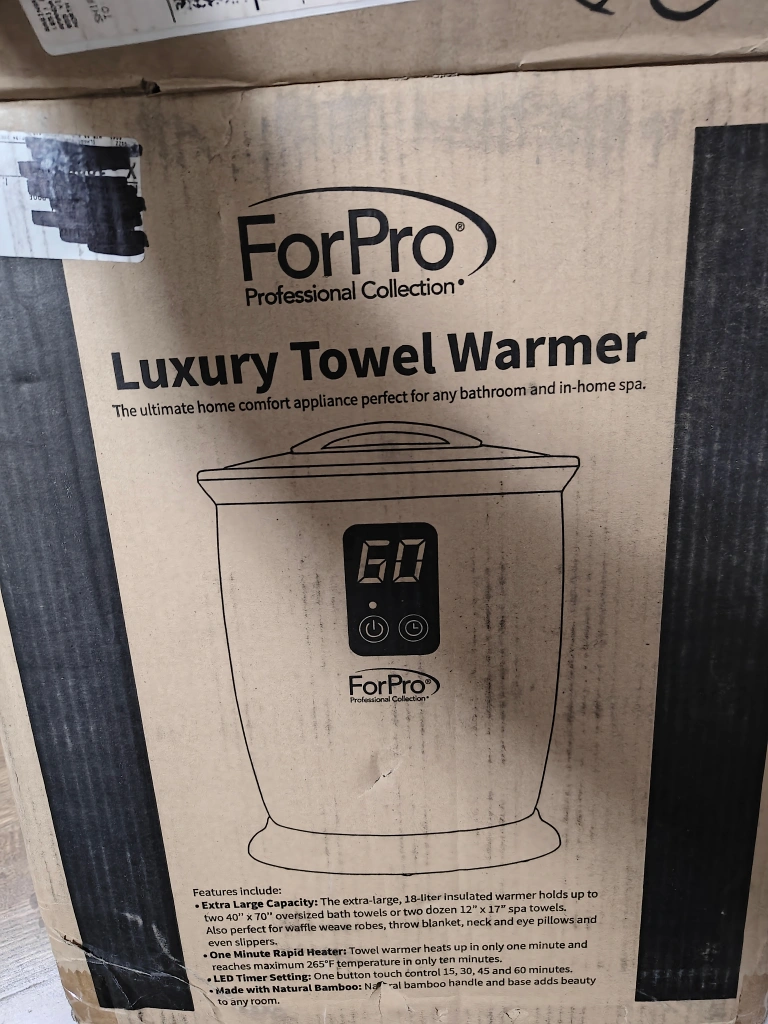 ForPro®
Professional Collection®
Luxury Towel Warmer
The ultimate home comfort appliance perfect for any bathroom and in-home spa.
60
ForPro®
Professional Collection®
Features include:
• Extra Large Capacity: The extra-large, 18-liter insulated warmer holds up to
two 40" x 70" oversized bath towels or two dozen 12" x 17" spa towels.
Also perfect for waffle weave robes, throw blanket, neck and eye pillows and
even slippers.
• One Minute Rapid Heater: Towel warmer heats up in only one minute and
reaches maximum 265°F temperature in only ten minutes.
• LED Timer Setting: One button touch control 15, 30, 45 and 60 minutes.
• Made with Natural Bamboo: Natural bamboo handle and base adds beauty
to any room.